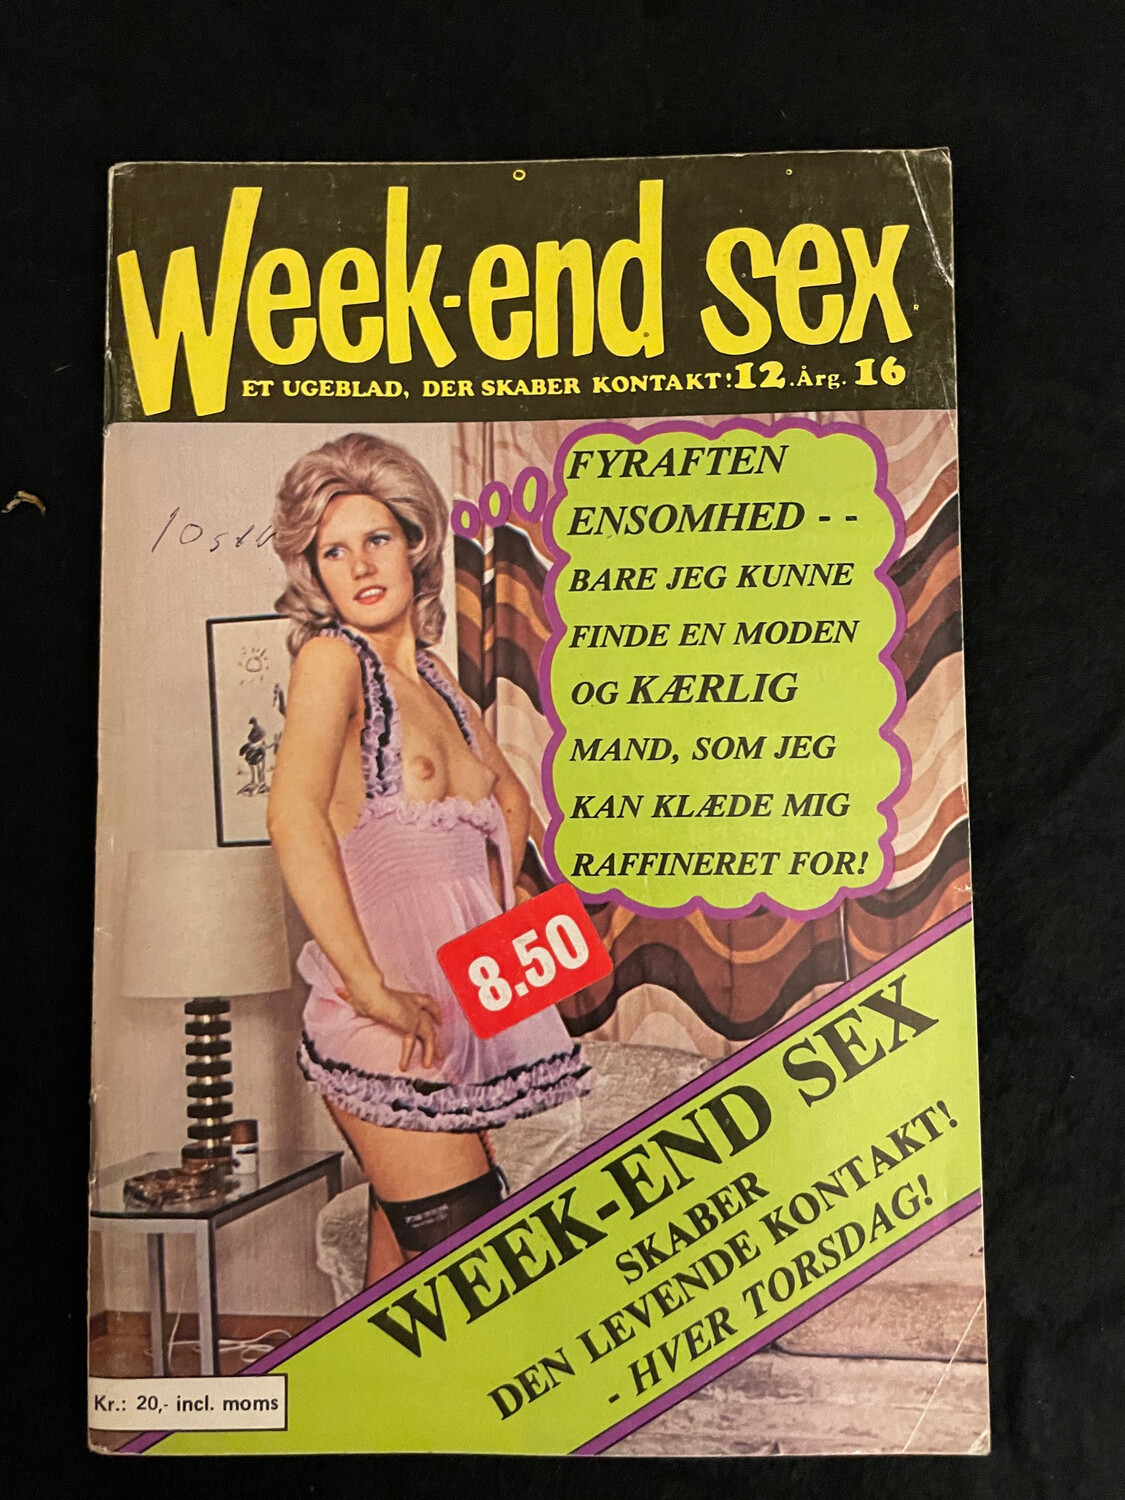 Week-end sex
ET UGEBLAD, DER SKABER KONTAKT! 12. Årg. 16
FYRAFTEN
ENSOMHED - -
BARE JEG KUNNE
FINDE EN MODEN
OG KÆRLIG
MAND, SOM JEG
KAN KLÆDE MIG
RAFFINERET FOR!
8.50
WEEK-END SEX
SKABER
DEN LEVENDE KONTAKT!
- HVER TORSDAG!
Kr.: 20,- incl. moms